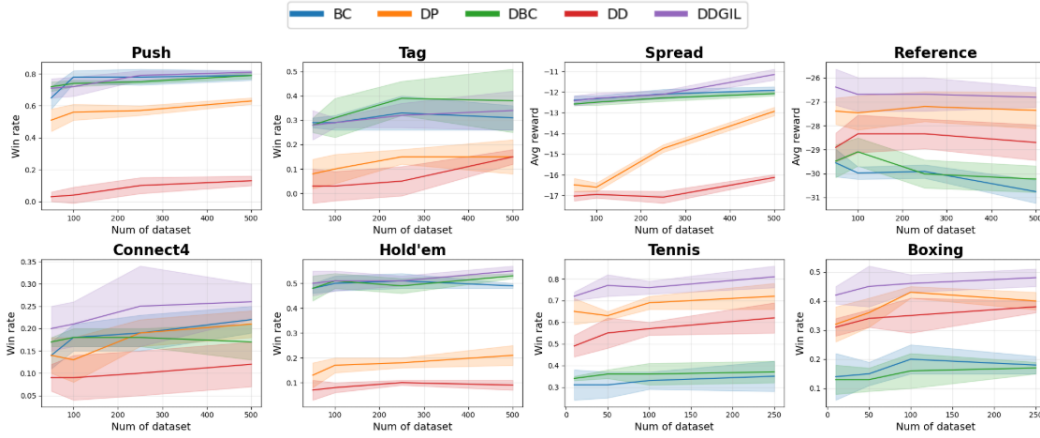 BC DP DBC DD DDGIL
Push Tag Spread Reference
Win rate
0.8
0.6
0.4
0.2
0.0
100 200 300 400 500
Num of dataset
Win rate
0.5
0.4
0.3
0.2
0.1
0.0
100 200 300 400 500
Num of dataset
Avg reward
−11
−12
−13
−14
−15
−16
−17
100 200 300 400 500
Num of dataset
Avg reward
−26
−27
−28
−29
−30
−31
100 200 300 400 500
Num of dataset
Connect4 Hold'em Tennis Boxing
Win rate
0.35
0.30
0.25
0.20
0.15
0.10
0.05
100 200 300 400 500
Num of dataset
Win rate
0.5
0.4
0.3
0.2
0.1
100 200 300 400 500
Num of dataset
Win rate
0.8
0.7
0.6
0.5
0.4
0.3
0 50 100 150 200 250
Num of dataset
Win rate
0.5
0.4
0.3
0.2
0.1
0 50 100 150 200 250
Num of dataset